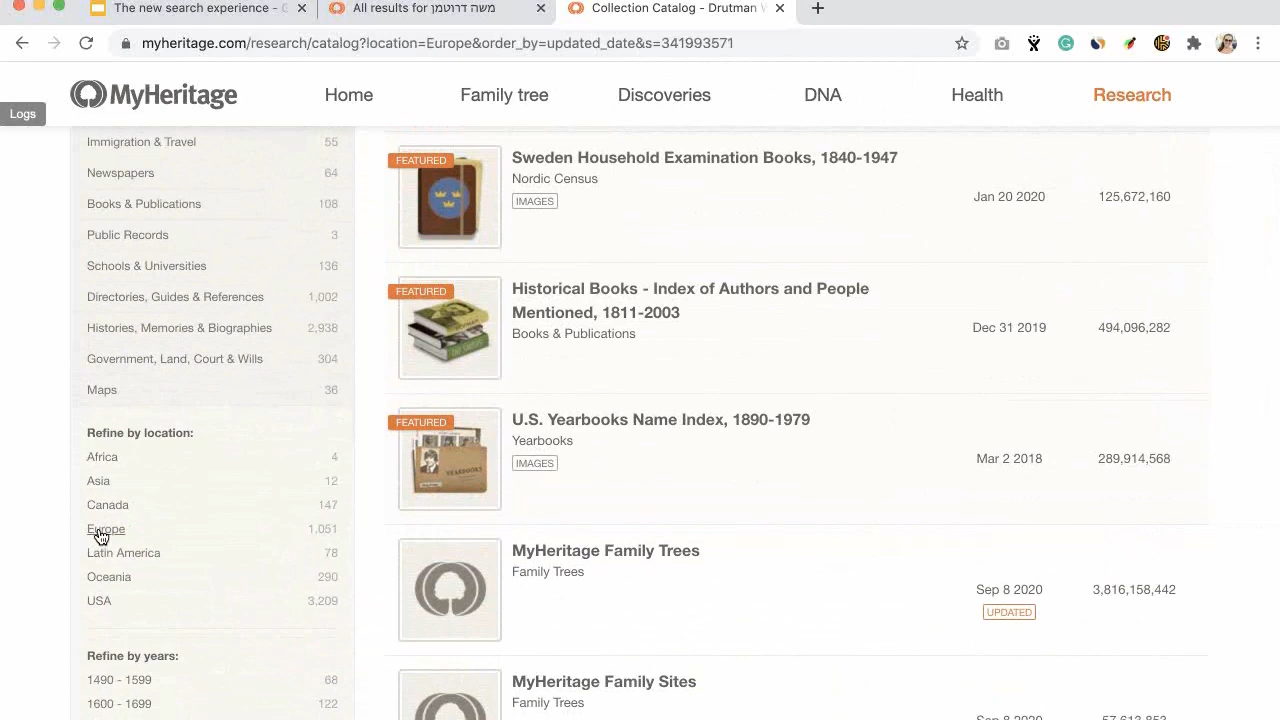 The new search experience - G
All results for משה דרוטמן
Collection Catalog - Drutman W
myheritage.com/research/catalog?location=Europe&order_by=updated_date&s=341993571
MyHeritage
Home
Family tree
Discoveries
DNA
Health
Research
Logs
Immigration & Travel 55
Newspapers 64
Books & Publications 108
Public Records 3
Schools & Universities 136
Directories, Guides & References 1,002
Histories, Memories & Biographies 2,938
Government, Land, Court & Wills 304
Maps 36
Refine by location:
Africa 4
Asia 12
Canada 147
Europe 1,051
Latin America 78
Oceania 290
USA 3,209
Refine by years:
1490 - 1599 68
1600 - 1699 122
FEATURED
Sweden Household Examination Books, 1840-1947
Nordic Census
IMAGES
Jan 20 2020
125,672,160
FEATURED
Historical Books - Index of Authors and People
Mentioned, 1811-2003
Books & Publications
Dec 31 2019
494,096,282
FEATURED
U.S. Yearbooks Name Index, 1890-1979
Yearbooks
IMAGES
YEARBOOKS
Mar 2 2018
289,914,568
MyHeritage Family Trees
Family Trees
Sep 8 2020
UPDATED
3,816,158,442
MyHeritage Family Sites
Family Trees
Sep 8 2020
57,613,853